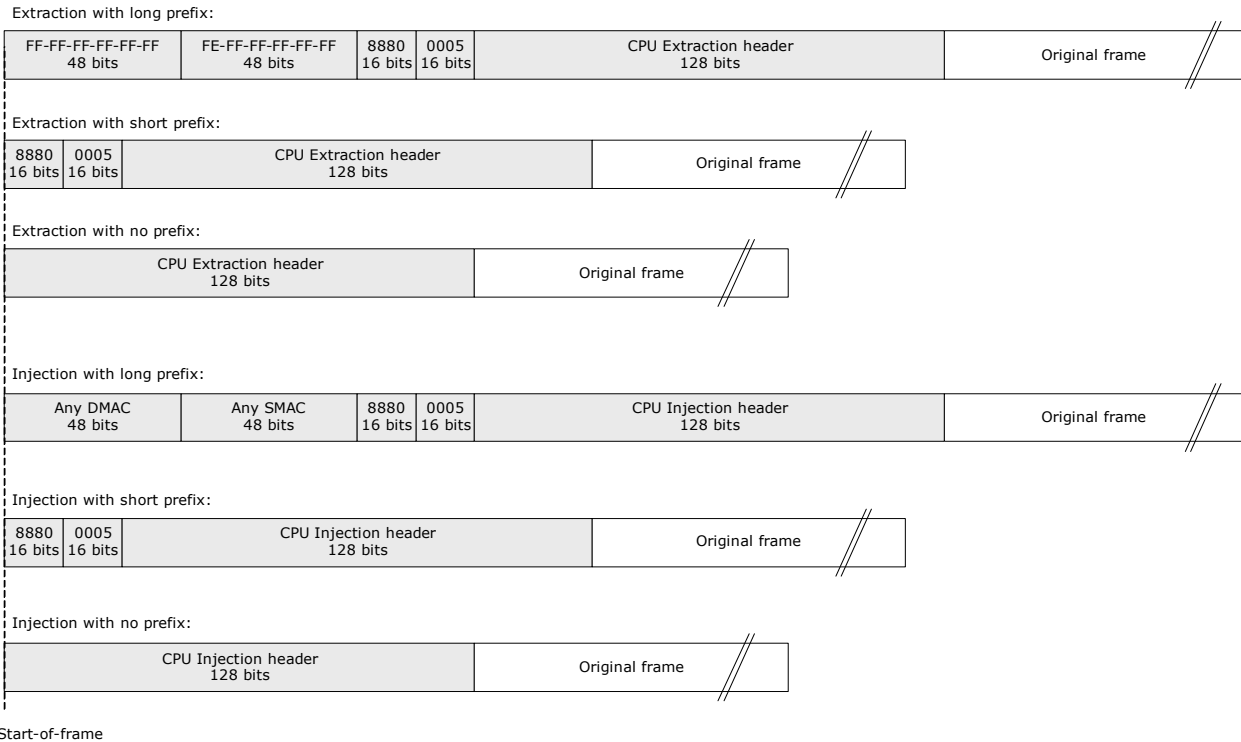 Extraction with long prefix:
FF-FF-FF-FF-FF-FF FE-FF-FF-FF-FF-FF 8880 0005 CPU Extraction header Original frame
48 bits 48 bits 16 bits 16 bits 128 bits
Extraction with short prefix:
8880 0005 CPU Extraction header Original frame
16 bits 16 bits 128 bits
Extraction with no prefix:
CPU Extraction header Original frame
128 bits
Injection with long prefix:
Any DMAC Any SMAC 8880 0005 CPU Injection header Original frame
48 bits 48 bits 16 bits 16 bits 128 bits
Injection with short prefix:
8880 0005 CPU Injection header Original frame
16 bits 16 bits 128 bits
Injection with no prefix:
CPU Injection header Original frame
128 bits
Start-of-frame